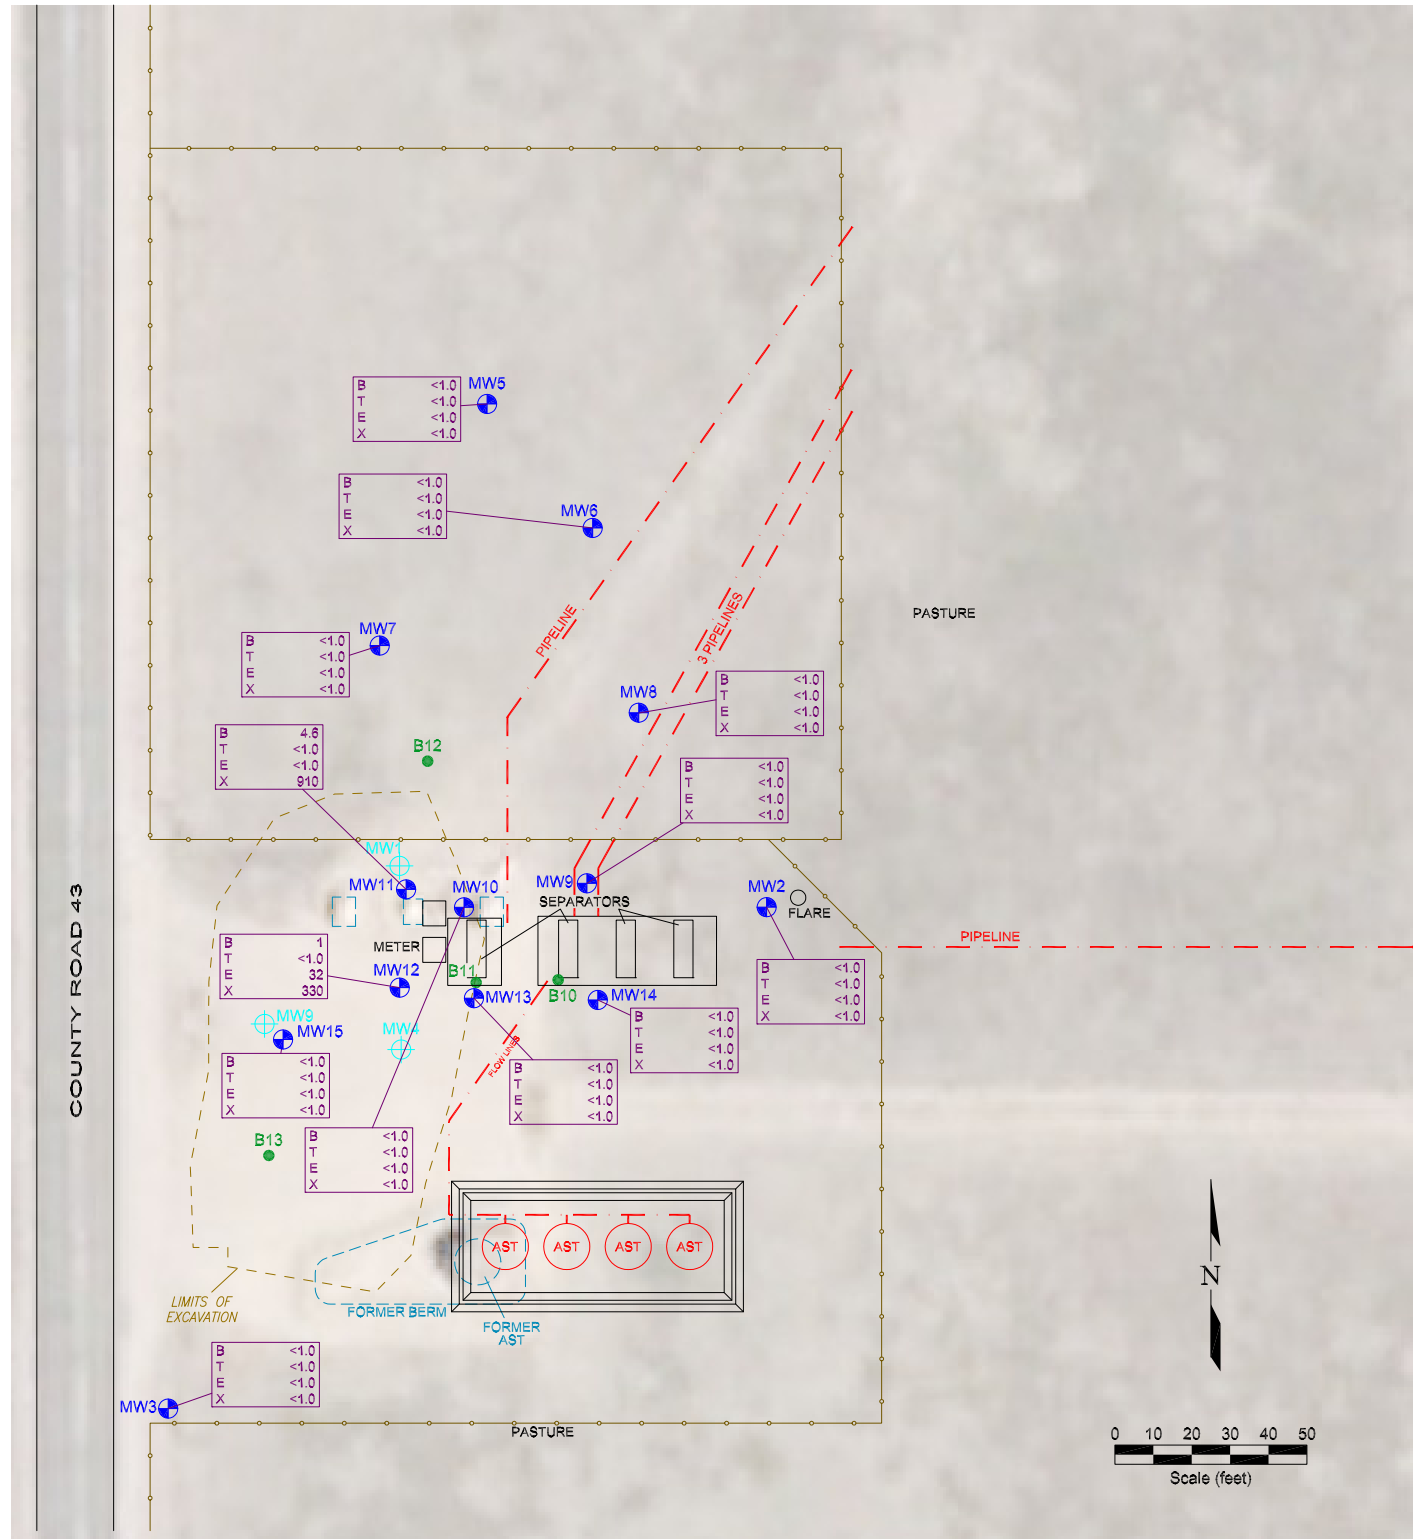 MW5
B <1.0
T <1.0
E <1.0
X <1.0
B <1.0
T <1.0
E <1.0
X <1.0
MW6
PIPELINE
3 PIPELINES
PASTURE
MW7
B <1.0
T <1.0
E <1.0
X <1.0
MW8
B <1.0
T <1.0
E <1.0
X <1.0
B 4.6
T <1.0
E <1.0
X 910
B12
B <1.0
T <1.0
E <1.0
X <1.0
MW1
MW11
MW10
MW9
SEPARATORS
MW2
FLARE
COUNTY ROAD 43
METER
PIPELINE
B 1
T <1.0
E 32
X 330
MW12
B11
MW13
B10
MW14
B <1.0
T <1.0
E <1.0
X <1.0
MW9
MW15
MW4
FLOW LINES
B <1.0
T <1.0
E <1.0
X <1.0
B <1.0
T <1.0
E <1.0
X <1.0
B <1.0
T <1.0
E <1.0
X <1.0
B13
B <1.0
T <1.0
E <1.0
X <1.0
AST
AST
AST
AST
LIMITS OF
EXCAVATION
FORMER BERM
FORMER
AST
N
B <1.0
T <1.0
E <1.0
X <1.0
MW3
PASTURE
0 10 20 30 40 50
Scale (feet)